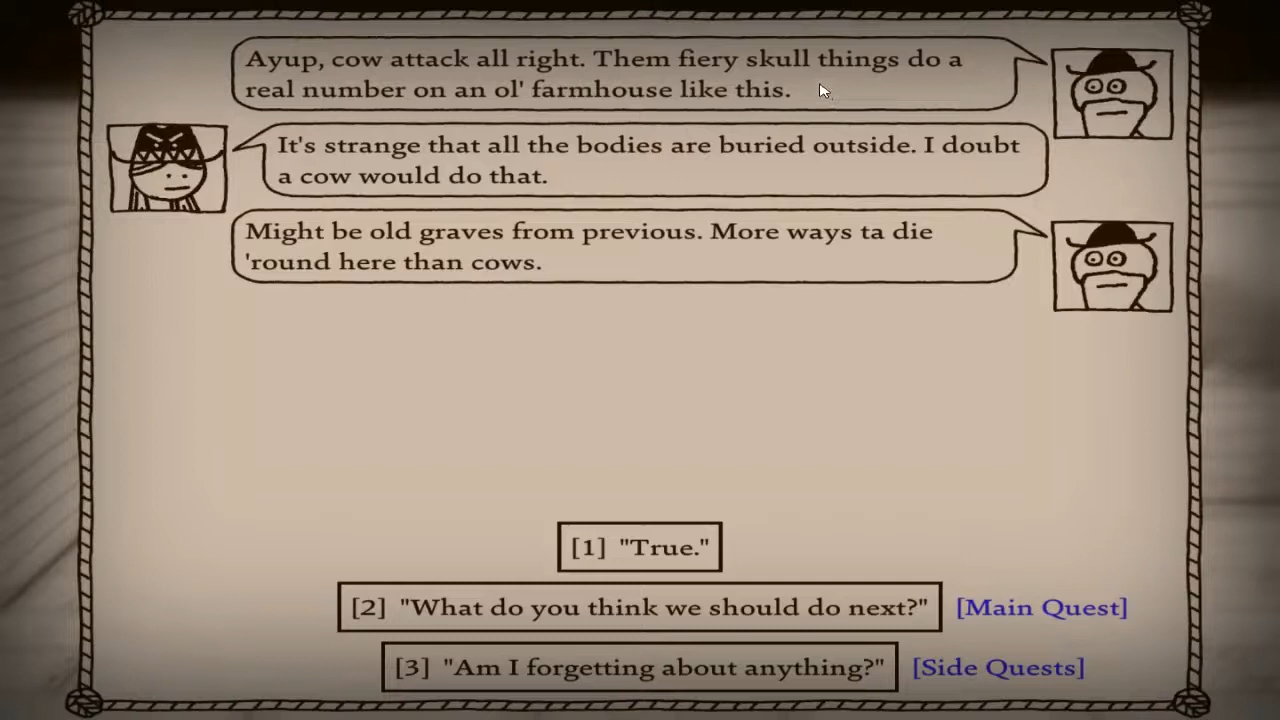 Ayup, cow attack all right. Them fiery skull things do a
real number on an ol' farmhouse like this.
It's strange that all the bodies are buried outside. I doubt
a cow would do that.
Might be old graves from previous. More ways ta die
'round here than cows.
[1] "True."
[2] "What do you think we should do next?" [Main Quest]
[3] "Am I forgetting about anything?" [Side Quests]